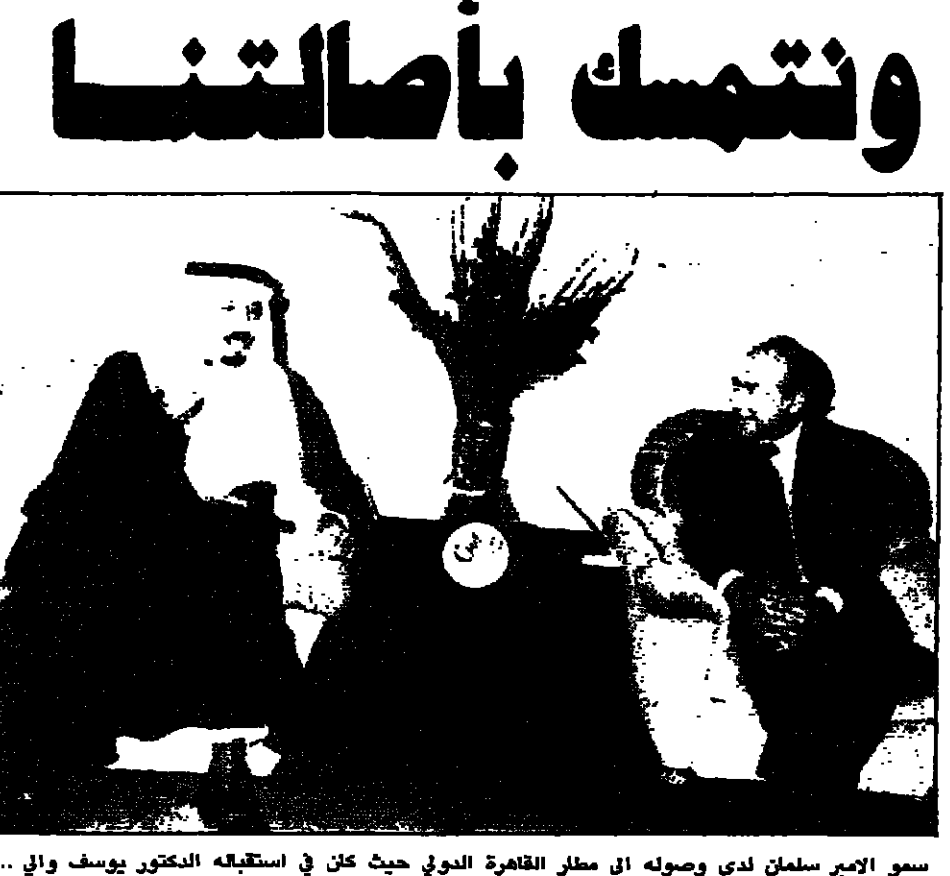 ونتمسك بأصالتنا
سمو الامير سلمان لدى وصوله الى مطار القاهرة الدولي حيث كان في استقباله الدكتور يوسف والي ..